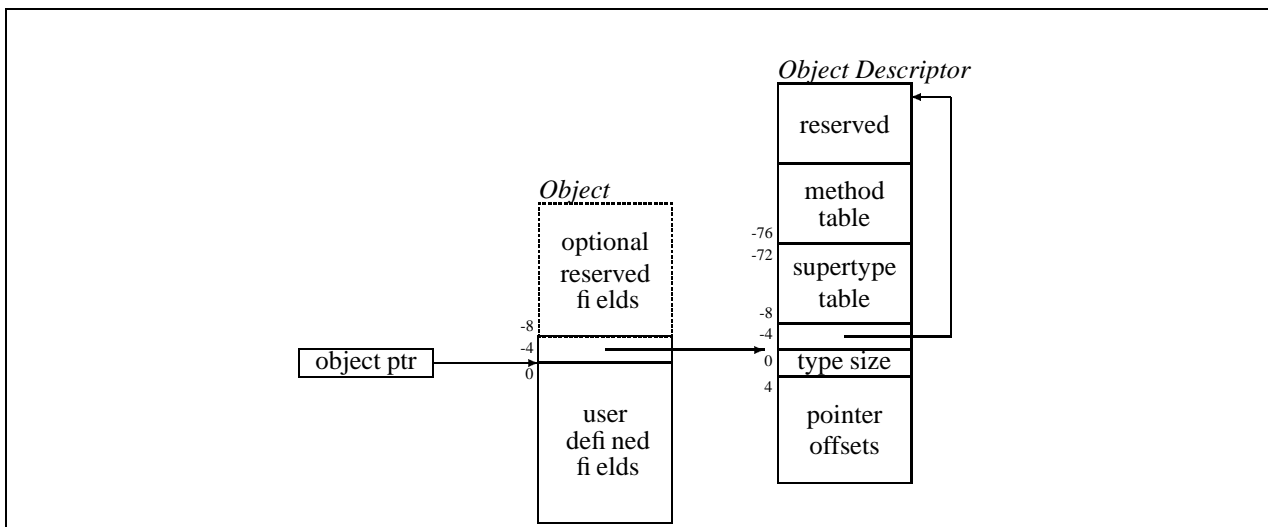 Object Descriptor
reserved
Object
method
table
-76
-72
optional
reserved
fi elds
supertype
table
-8
-4
-8
-4
0
object ptr
0
type size
4
user
defi ned
fi elds
pointer
offsets